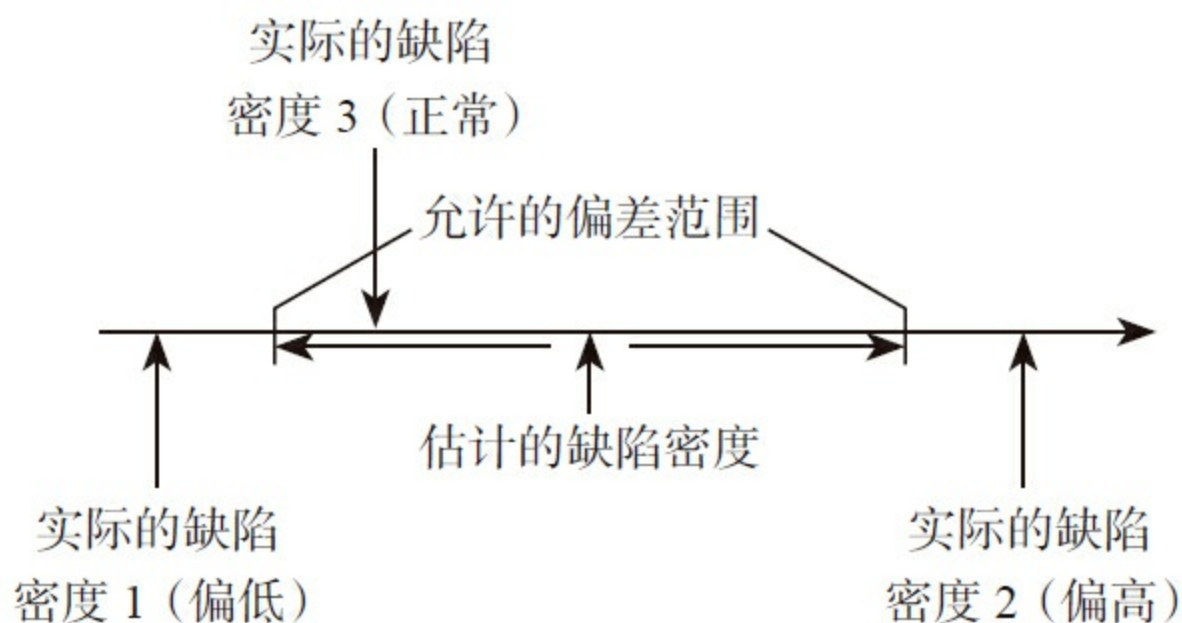 实际的缺陷
密度 3（正常）
允许的偏差范围
估计的缺陷密度
实际的缺陷
密度 1（偏低）
实际的缺陷
密度 2（偏高）